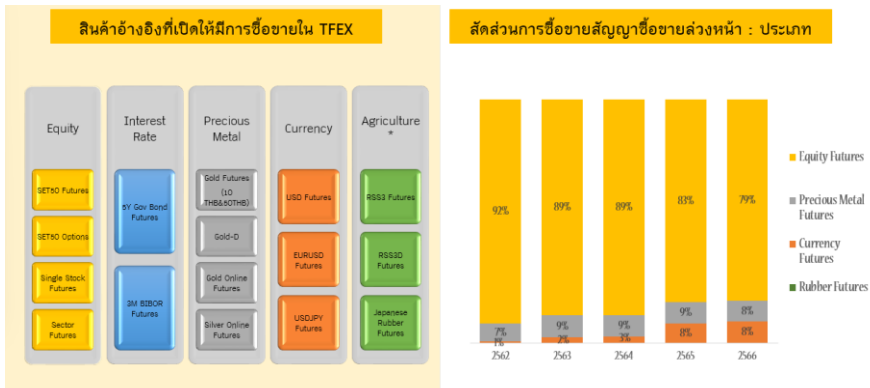 สินค้าอ้างอิงที่เปิดให้มีการซื้อขายใน TFEX
Equity
Interest
Rate
Precious
Metal
Currency
Agriculture
*
SET50 Futures
SET50 Options
Single Stock
Futures
Sector
Futures
5Y Gov Bond
Futures
3M BIBOR
Futures
Gold Futures
(10
THB&50THB)
Gold-D
Gold Online
Futures
Silver Online
Futures
USD Futures
EURUSD
Futures
USDJPY
Futures
RSS3 Futures
RSS3D
Futures
Japanese
Rubber
Futures
สัดส่วนการซื้อขายสัญญาซื้อขายล่วงหน้า : ประเภท
92%
89%
89%
83%
79%
7%
9%
9%
9%
8%
1%
2%
3%
8%
8%
2562
2563
2564
2565
2566
Equity Futures
Precious Metal
Futures
Currency
Futures
Rubber Futures